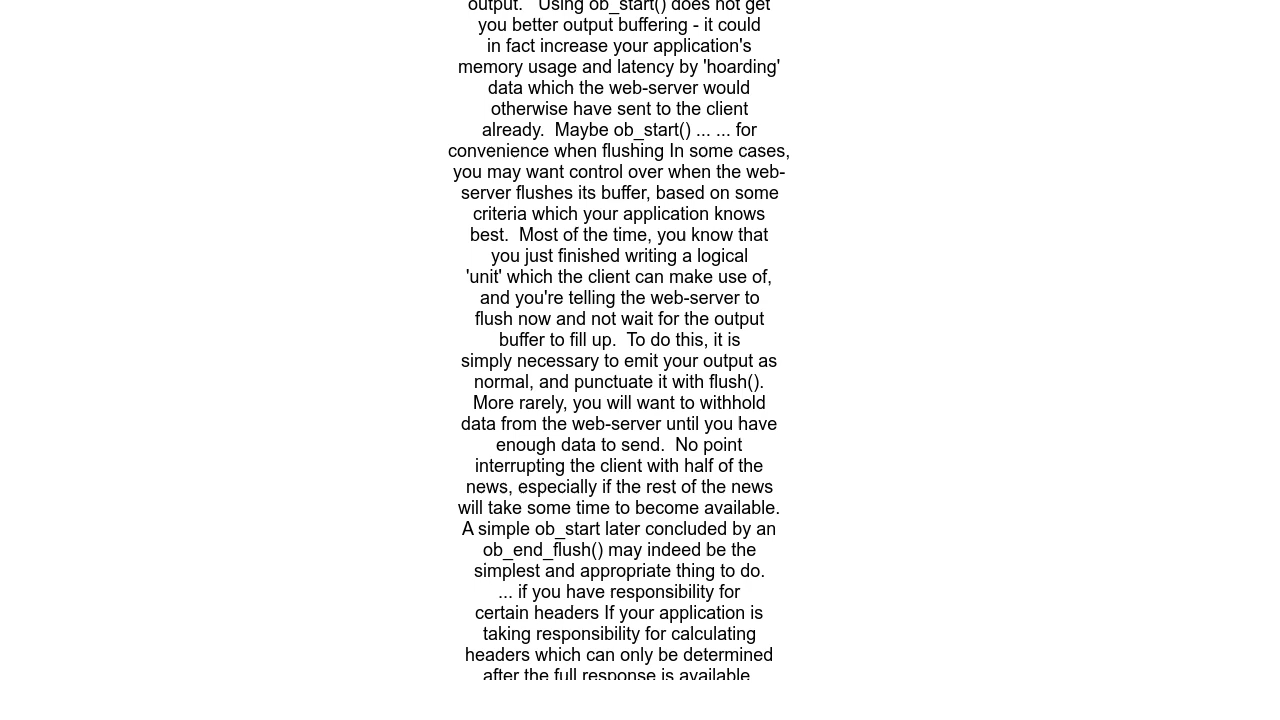 output.   Using ob_start() does not get
you better output buffering - it could
in fact increase your application's
memory usage and latency by 'hoarding'
data which the web-server would
otherwise have sent to the client
already.  Maybe ob_start() ... ... for
convenience when flushing In some cases,
you may want control over when the web-
server flushes its buffer, based on some
criteria which your application knows
best.  Most of the time, you know that
you just finished writing a logical
'unit' which the client can make use of,
and you're telling the web-server to
flush now and not wait for the output
buffer to fill up.  To do this, it is
simply necessary to emit your output as
normal, and punctuate it with flush().
More rarely, you will want to withhold
data from the web-server until you have
enough data to send.  No point
interrupting the client with half of the
news, especially if the rest of the news
will take some time to become available.
A simple ob_start later concluded by an
ob_end_flush() may indeed be the
simplest and appropriate thing to do.
... if you have responsibility for
certain headers If your application is
taking responsibility for calculating
headers which can only be determined
after the full response is available